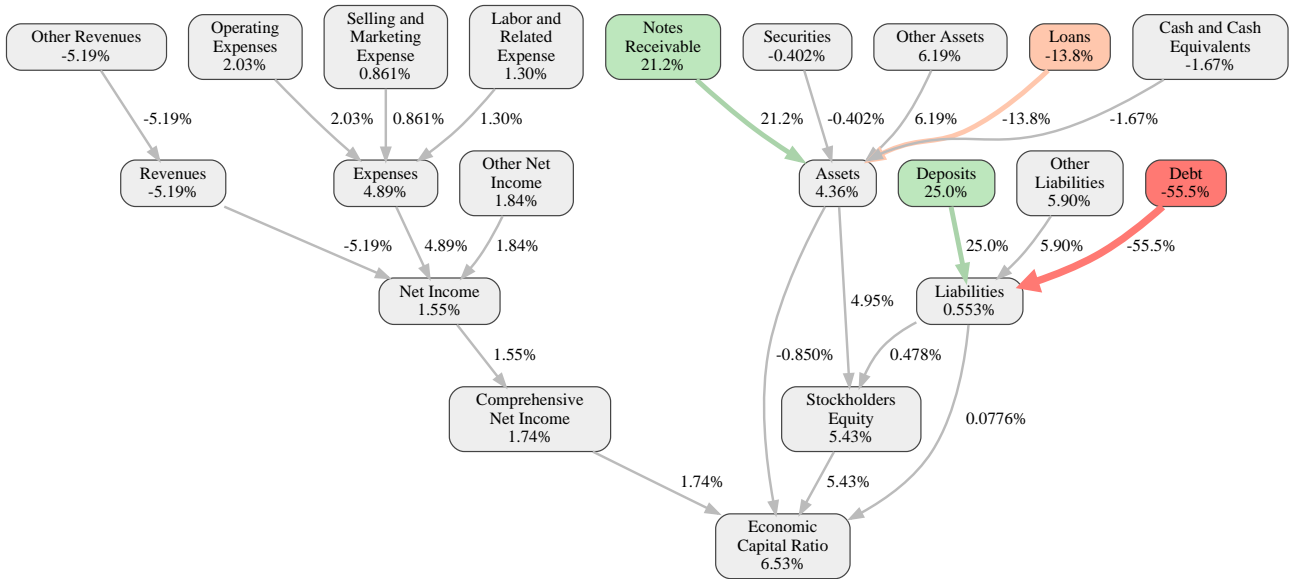 Other Revenues
-5.19%
Operating
Expenses
2.03%
Selling and
Marketing
Expense
0.861%
Labor and
Related
Expense
1.30%
Notes
Receivable
21.2%
Securities
-0.402%
Other Assets
6.19%
Loans
-13.8%
Cash and Cash
Equivalents
-1.67%
-5.19%
2.03%
0.861%
1.30%
21.2%
-0.402%
6.19%
-13.8%
-1.67%
Revenues
-5.19%
Expenses
4.89%
Other Net
Income
1.84%
Assets
4.36%
Deposits
25.0%
Other
Liabilities
5.90%
Debt
-55.5%
-5.19%
4.89%
1.84%
25.0%
5.90%
-55.5%
Net Income
1.55%
4.95%
Liabilities
0.553%
1.55%
-0.850%
0.478%
Comprehensive
Net Income
1.74%
Stockholders
Equity
5.43%
0.0776%
1.74%
5.43%
Economic
Capital Ratio
6.53%